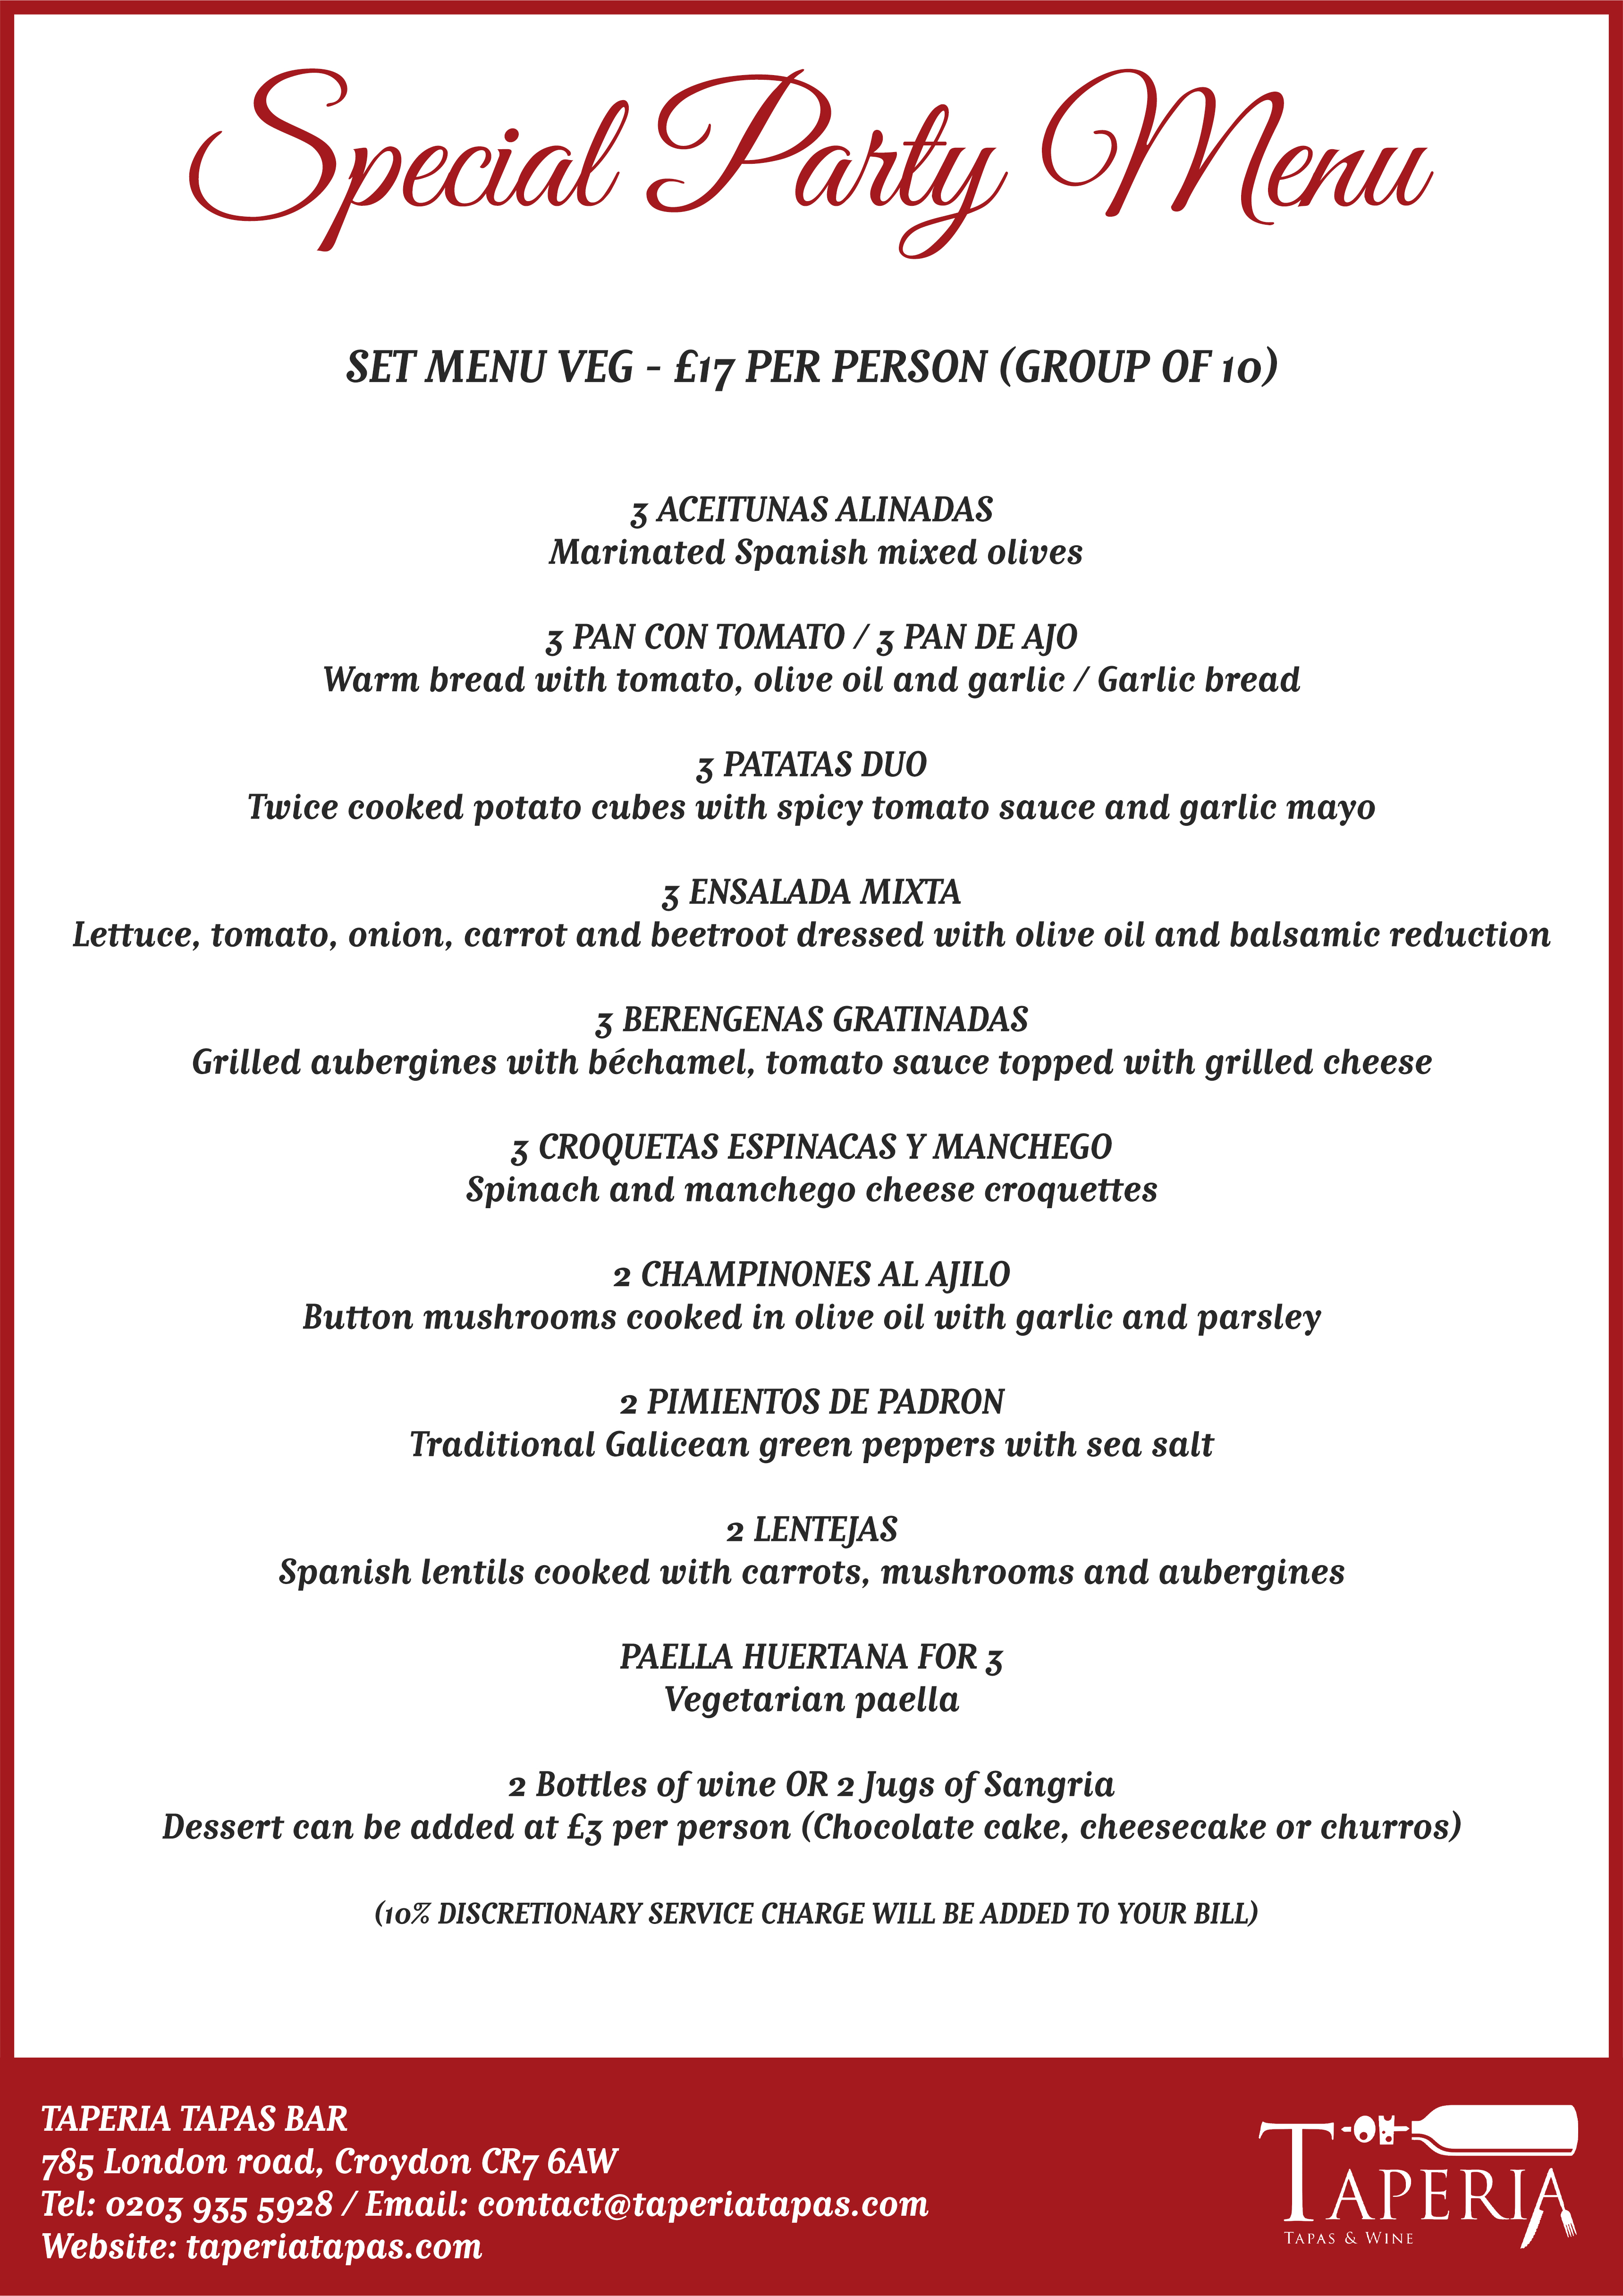 Special Party Menu
SET MENU VEG - £17 PER PERSON (GROUP OF 10)
3 ACEITUNAS ALINADAS
Marinated Spanish mixed olives
3 PAN CON TOMATO / 3 PAN DE AJO
Warm bread with tomato, olive oil and garlic / Garlic bread
3 PATATAS DUO
Twice cooked potato cubes with spicy tomato sauce and garlic mayo
3 ENSALADA MIXTA
Lettuce, tomato, onion, carrot and beetroot dressed with olive oil and balsamic reduction
3 BERENGENAS GRATINADAS
Grilled aubergines with béchamel, tomato sauce topped with grilled cheese
3 CROQUETAS ESPINACAS Y MANCHEGO
Spinach and manchego cheese croquettes
2 CHAMPINONES AL AJILO
Button mushrooms cooked in olive oil with garlic and parsley
2 PIMIENTOS DE PADRON
Traditional Galicean green peppers with sea salt
2 LENTEJAS
Spanish lentils cooked with carrots, mushrooms and aubergines
PAELLA HUERTANA FOR 3
Vegetarian paella
2 Bottles of wine OR 2 Jugs of Sangria
Dessert can be added at £3 per person (Chocolate cake, cheesecake or churros)
(10% DISCRETIONARY SERVICE CHARGE WILL BE ADDED TO YOUR BILL)
TAPERIA TAPAS BAR
785 London road, Croydon CR7 6AW
Tel: 0203 935 5928 / Email: contact@taperiatapas.com
Website: taperiatapas.com
TAPERIA
TAPAS & WINE